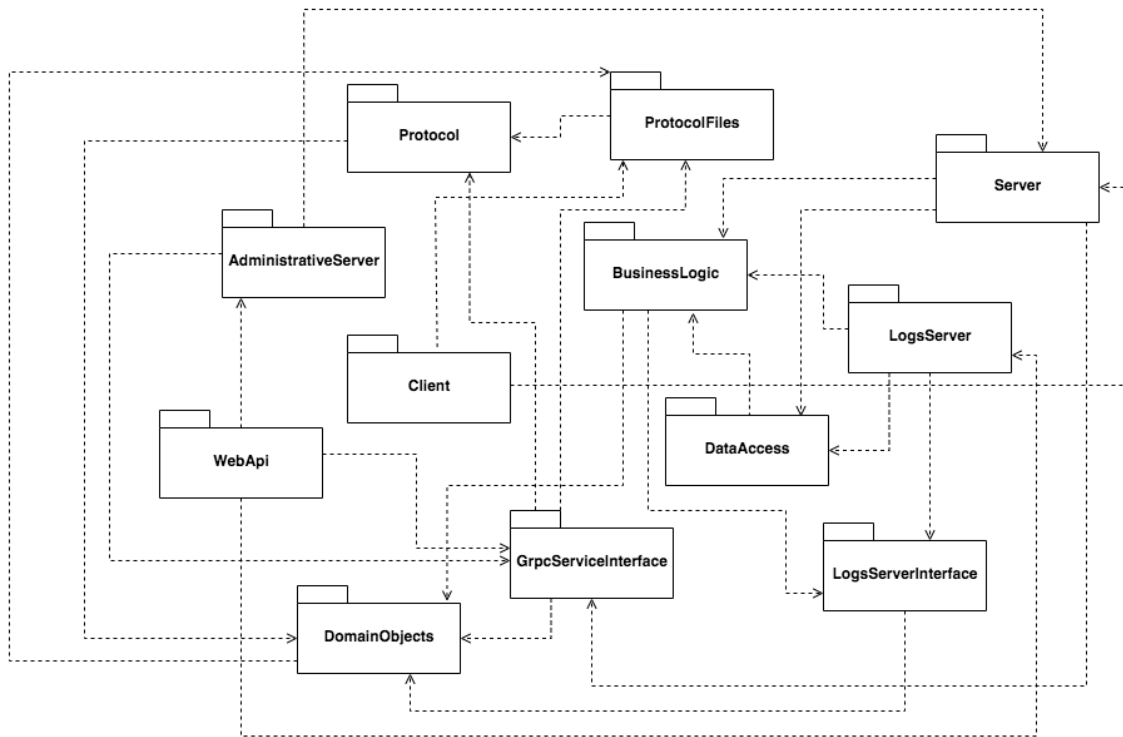 ProtocolFiles
Protocol
Server
AdministrativeServer
BusinessLogic
LogsServer
Client
DataAccess
WebApi
GrpcServiceInterface
LogsServerInterface
DomainObjects